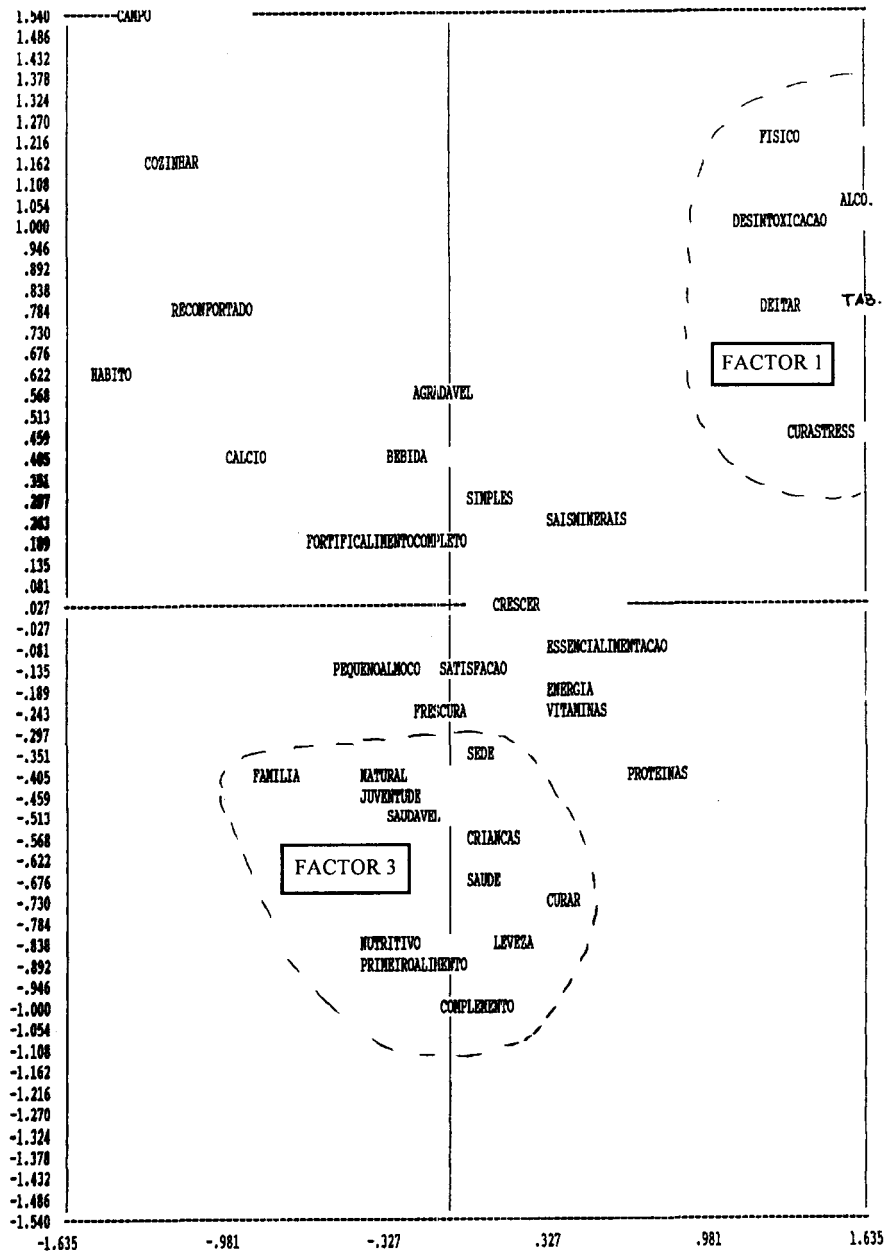 1.540 CAMPO
1.486
1.432
1.378
1.324
1.270
1.216 FISICO
1.162 COZINHAR
1.108
1.054 ALCO.
1.000 DESINTOXICACAO
.946
.892
.838
.784 RECONFORTADO DEITAR TAB.
.730
.676
.622 HABITO FACTOR 1
.568 AGRADAVEL
.513
.459 CURASTRESS
.405 CALCIO BEBIDA
.351
SIMPLES
SAISMINERAIS
.189 FORTIFICALIMENTOCOMPLETO
.135
.081
.027 CRESCER
-.027
-.081 ESSENCIALIMENTACAO
-.135 PEQUENOALMOCO SATISFACAO
-.189 ENERGIA
-.243 FRESCURA VITAMINAS
-.297
-.351 SEDE
-.405 FAMILIA NATURAL PROTEINAS
-.459 JUVENTUDE
-.513 SAUDAVEL
-.568 CRIANCAS
-.622 FACTOR 3
-.676 SAUDE
-.730 CURAR
-.784
-.838 NUTRITIVO LEVEZA
-.892 PRIMEIROALIMENTO
-.946
-1.000 COMPLEMENTO
-1.054
-1.108
-1.162
-1.216
-1.270
-1.324
-1.378
-1.432
-1.486
-1.540
-1.635 -.981 -.327 .327 .981 1.635